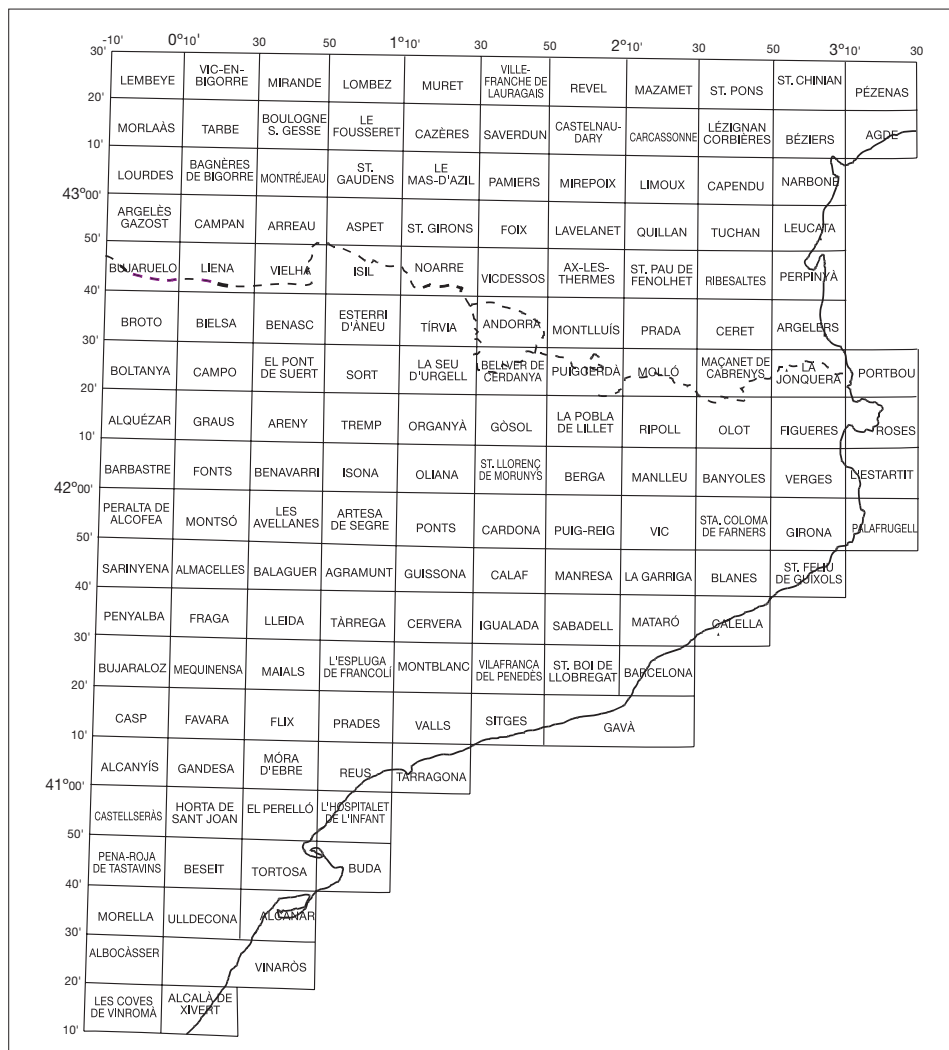 -10'
0°10'
30
50
1°10'
30
50
2°10'
30
50
3°10'
30
30'
LEMBEYE
VIC-EN-
BIGORRE
MIRANDE
LOMBEZ
MURET
VILLE-
FRANCHE DE
LAURAGAIS
REVEL
MAZAMET
ST. PONS
ST. CHINIAN
PÉZENAS
20'
MORLAÀS
TARBE
BOULOGNE
S. GESSE
LE
FOUSSERET
CAZÈRES
SAVERDUN
CASTELNAU-
DARY
CARCASSONNE
LÉZIGNAN
CORBIÈRES
BÉZIERS
AGDE
10'
LOURDES
BAGNÈRES
DE BIGORRE
MONTRÉJEAU
ST.
GAUDENS
LE
MAS-D'AZIL
PAMIERS
MIREPOIX
LIMOUX
CAPENDU
NARBONE
43°00'
ARGELÈS
GAZOST
CAMPAN
ARREAU
ASPET
ST. GIRONS
FOIX
LAVELANET
QUILLAN
TUCHAN
LEUCATA
50'
BUJARUELO
LIENA
VIELHA
ISIL
NOARRE
VICDESSOS
AX-LES-
THERMES
ST. PAU DE
FENOLHET
RIBESALTES
PERPINYÀ
40'
BROTO
BIELSA
BENASC
ESTERRI
D'ÀNEU
TÍRVIA
ANDORRA
MONTLLUÍS
PRADA
CERET
ARGELERS
30'
BOLTANYA
CAMPO
EL PONT
DE SUERT
SORT
LA SEU
D'URGELL
BELLVER DE
CERDANYA
PUIGCERDÀ
MOLLÓ
MAÇANET DE
CABRENYS
LA
JONQUERA
PORTBOU
20'
ALQUÉZAR
GRAUS
ARENY
TREMP
ORGANYÀ
GÒSOL
LA POBLA
DE LILLET
RIPOLL
OLOT
FIGUERES
ROSES
10'
BARBASTRE
FONTS
BENAVARRI
ISONA
OLIANA
ST. LLORENÇ
DE MORUNYS
BERGA
MANLLEU
BANYOLES
VERGES
L'ESTARTIT
42°00'
PERALTA DE
ALCOFEA
MONTSÓ
LES
AVELLANES
ARTESA
DE SEGRE
PONTS
CARDONA
PUIG-REIG
VIC
STA. COLOMA
DE FARNERS
GIRONA
PALAFRUGELL
50'
SARINYENA
ALMACELLES
BALAGUER
AGRAMUNT
GUISSONA
CALAF
MANRESA
LA GARRIGA
BLANES
ST. FELIU
DE GUÍXOLS
40'
PENYALBA
FRAGA
LLEIDA
TÀRREGA
CERVERA
IGUALADA
SABADELL
MATARÓ
CALELLA
30'
BUJARALOZ
MEQUINENSA
MAIALS
L'ESPLUGA
DE FRANCOLÍ
MONTBLANC
VILAFRANCA
DEL PENEDÈS
ST. BOI DE
LLOBREGAT
BARCELONA
20'
CASP
FAVARA
FLIX
PRADES
VALLS
SITGES
GAVÀ
10'
ALCANYÍS
GANDESA
MÓRA
D'EBRE
REUS
TARRAGONA
41°00'
CASTELLSERÀS
HORTA DE
SANT JOAN
EL PERELLÓ
L'HOSPITALET
DE L'INFANT
50'
PENA-ROJA
DE TASTAVINS
BESEIT
TORTOSA
BUDA
40'
MORELLA
ULLDECONA
ALCANAR
30'
ALBOCÀSSER
VINARÒS
20'
LES COVES
DE VINROMÀ
ALCALÀ DE
XIVERT
10'